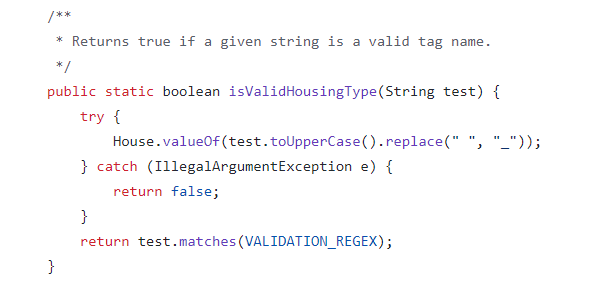 /**
 * Returns true if a given string is a valid tag name.
 */
public static boolean isValidHousingType(String test) {
    try {
        House.valueOf(test.toUpperCase().replace(" ", "_"));
    } catch (IllegalArgumentException e) {
        return false;
    }
    return test.matches(VALIDATION_REGEX);
}